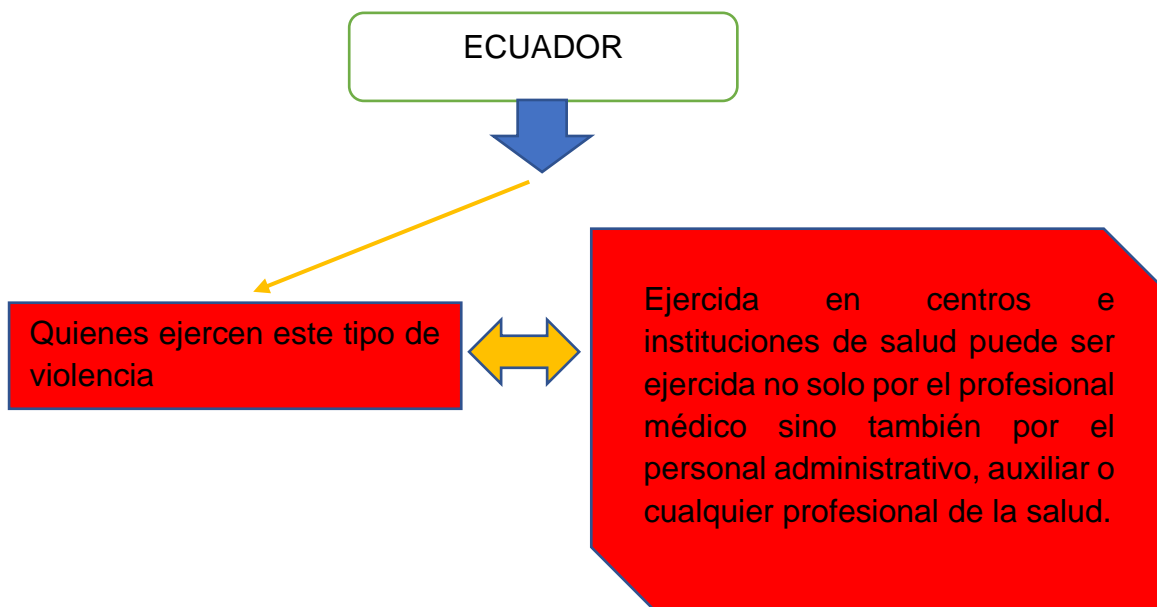 ECUADOR
Quienes ejercen este tipo de
violencia
Ejercida en centros e
instituciones de salud puede ser
ejercida no solo por el profesional
médico sino también por el
personal administrativo, auxiliar o
cualquier profesional de la salud.